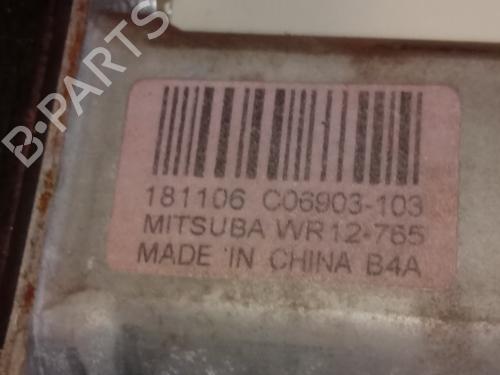 B-PARTS
181106 C06903-103
MITSUBA WR12-765
MADE IN CHINA B4A